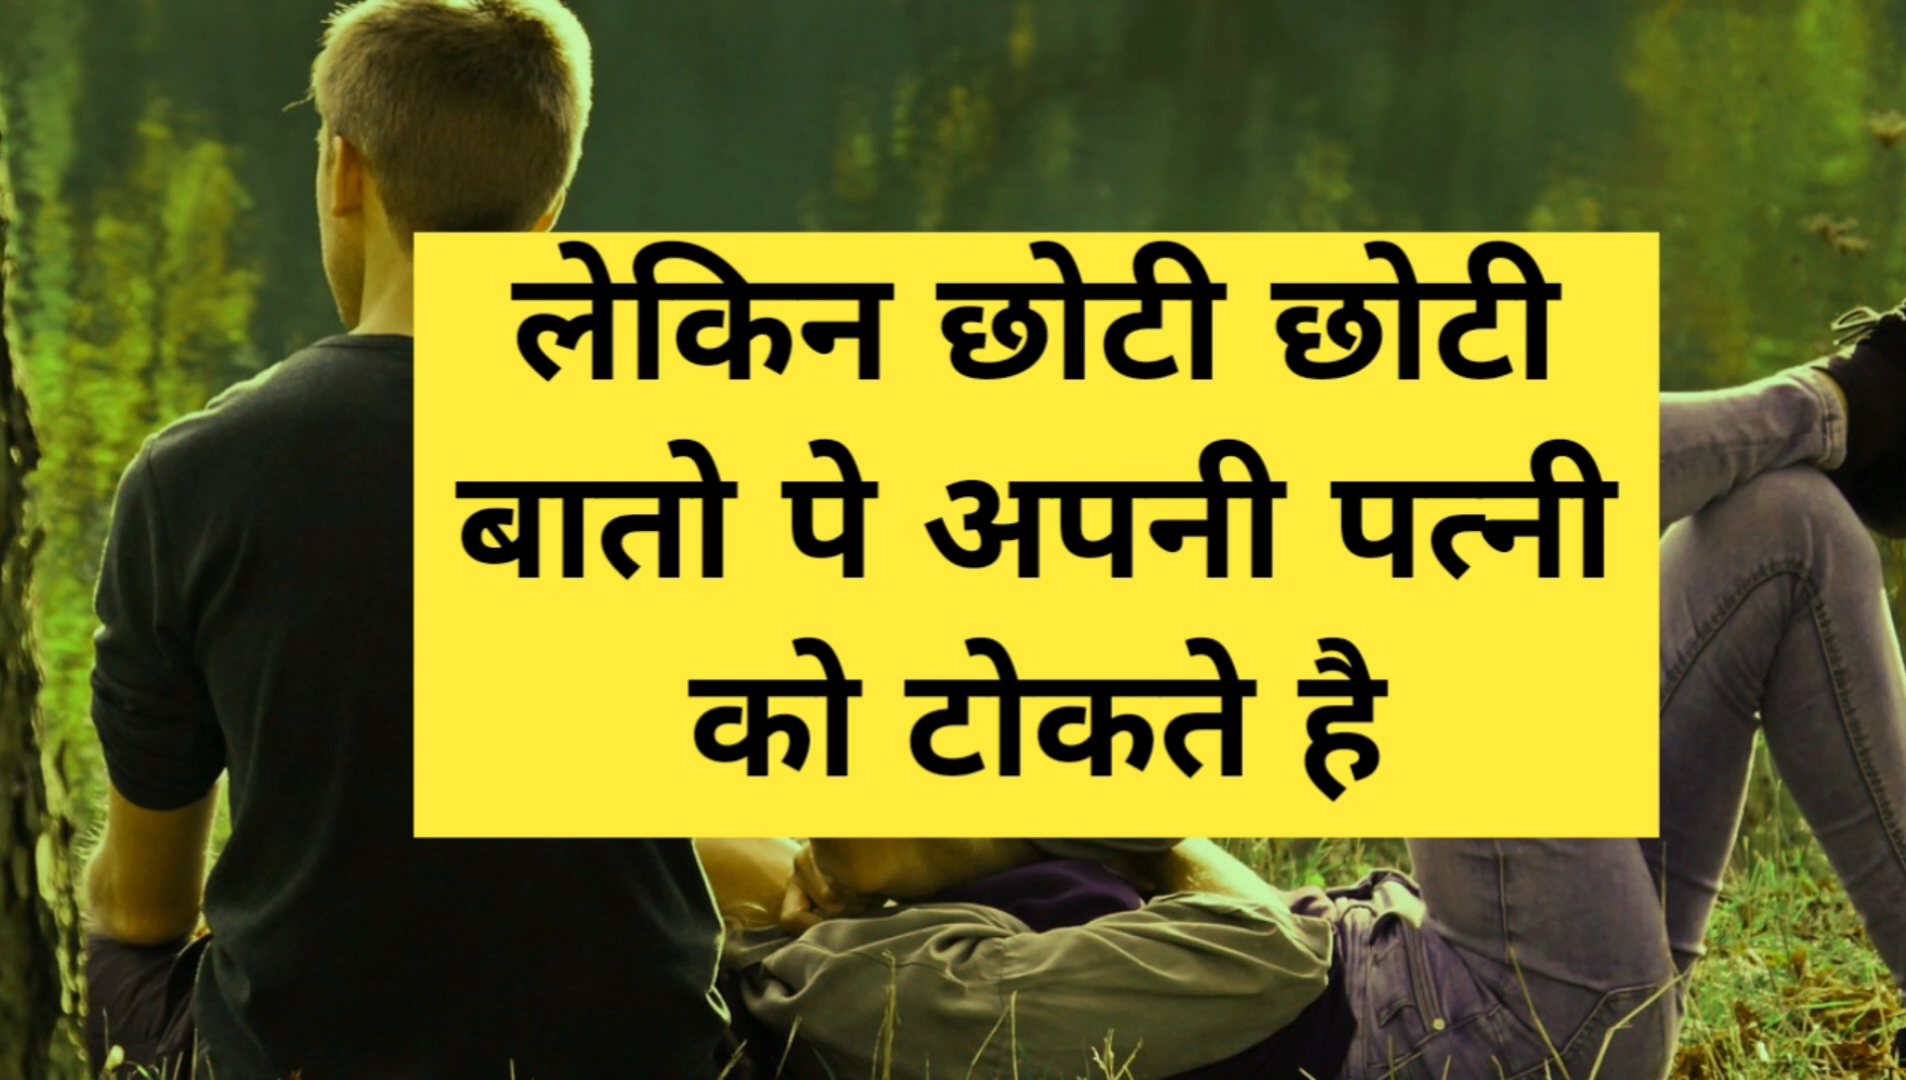 लेकिन छोटी छोटी
बातो पे अपनी पत्नी
को टोकते है